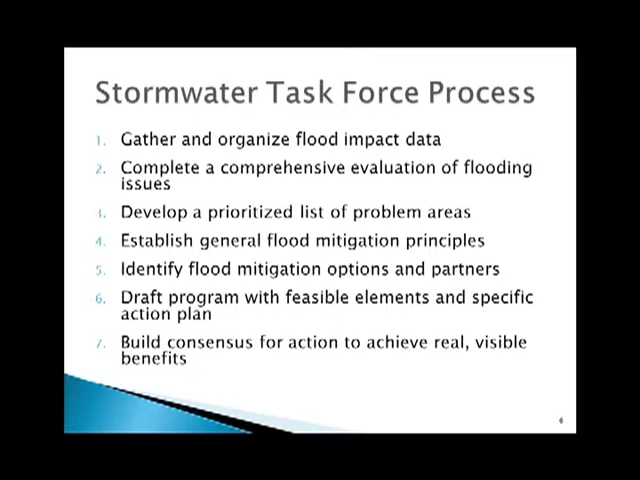 Stormwater Task Force Process
1. Gather and organize flood impact data
2. Complete a comprehensive evaluation of flooding
issues
3. Develop a prioritized list of problem areas
4. Establish general flood mitigation principles
5. Identify flood mitigation options and partners
6. Draft program with feasible elements and specific
action plan
7. Build consensus for action to achieve real, visible
benefits
6